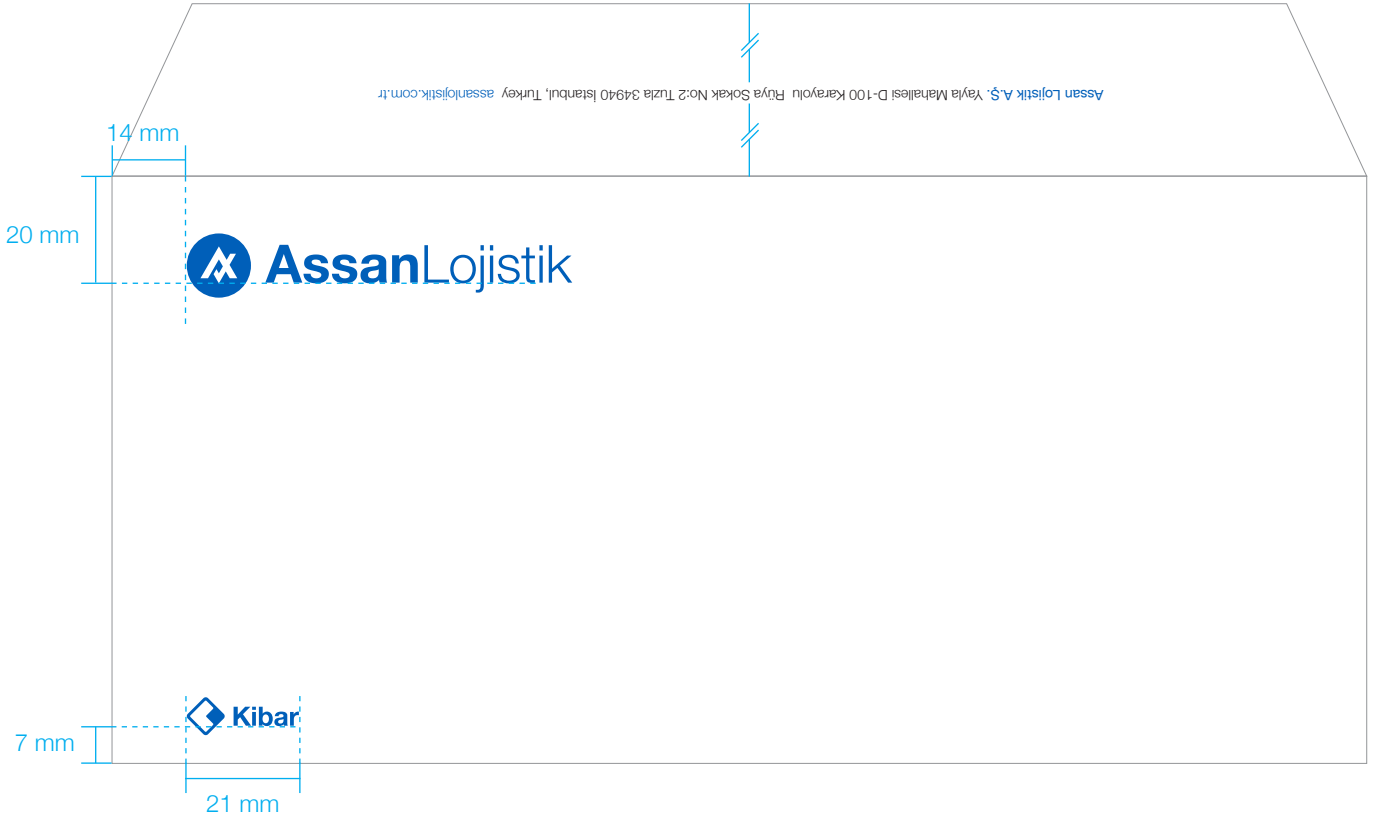 Assan Lojistik A.Ş. Yayla Mahallesi D-100 Karayolu Rüya Sokak No:2 Tuzla 34940 İstanbul, Turkey assanlojistik.com.tr
14 mm
20 mm
AssanLojistik
Kibar
7 mm
21 mm